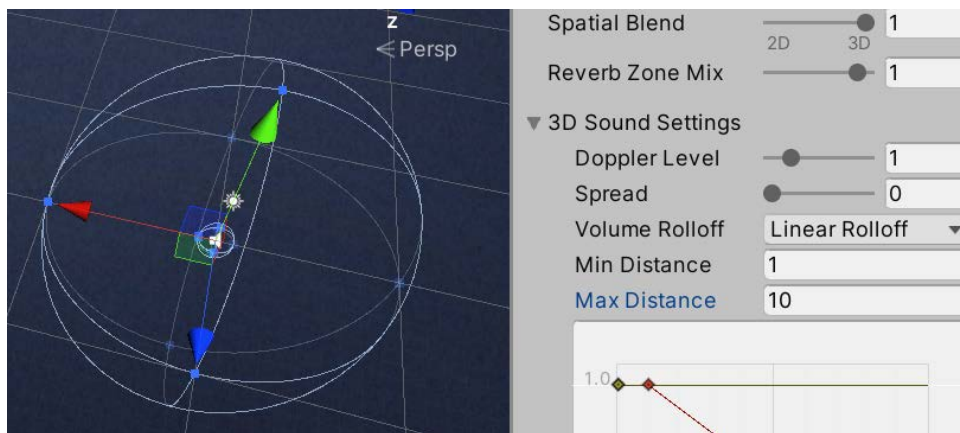 z
Persp
Spatial Blend 1
2D 3D
Reverb Zone Mix 1
3D Sound Settings
Doppler Level 1
Spread 0
Volume Rolloff Linear Rolloff
Min Distance 1
Max Distance 10
1.0